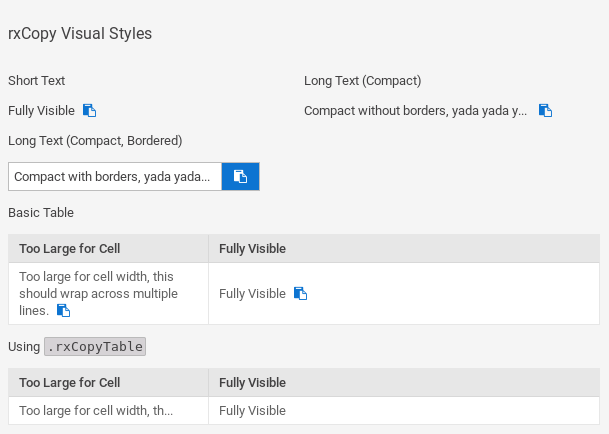 rxCopy Visual Styles
Short Text
Long Text (Compact)
Fully Visible
Compact without borders, yada yada y...
Long Text (Compact, Bordered)
Compact with borders, yada yada...
Basic Table
Too Large for Cell
Fully Visible
Too large for cell width, this
should wrap across multiple
lines.
Fully Visible
Using .rxCopyTable
Too Large for Cell
Fully Visible
Too large for cell width, th...
Fully Visible